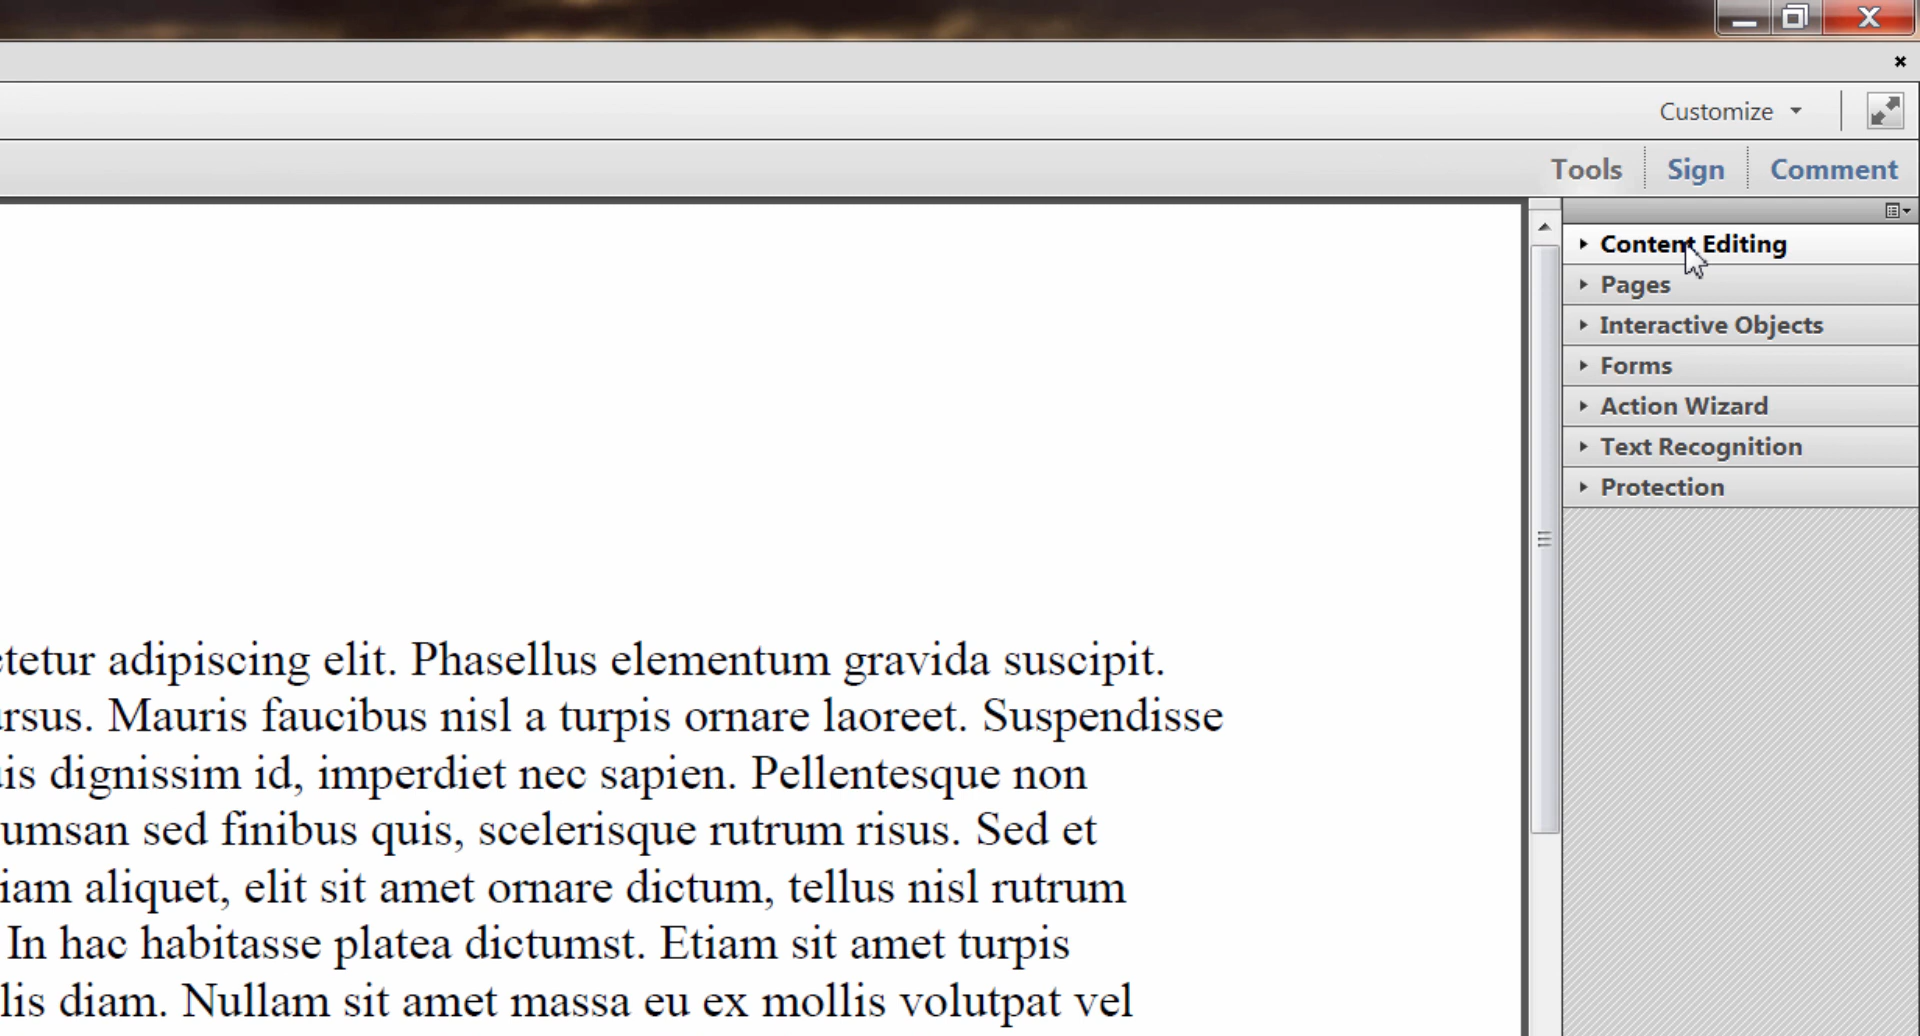 Customize
Tools Sign Comment
Content Editing
Pages
Interactive Objects
Forms
Action Wizard
Text Recognition
Protection
adipiscing elit. Phasellus elementum gravida suscipit.
Mauris faucibus nisl a turpis ornare laoreet. Suspendisse
dignissim id, imperdiet nec sapien. Pellentesque non
umsan sed finibus quis, scelerisque rutrum risus. Sed et
iam aliquet, elit sit amet ornare dictum, tellus nisl rutrum
In hac habitasse platea dictumst. Etiam sit amet turpis
lis diam. Nullam sit amet massa eu ex mollis volutpat vel